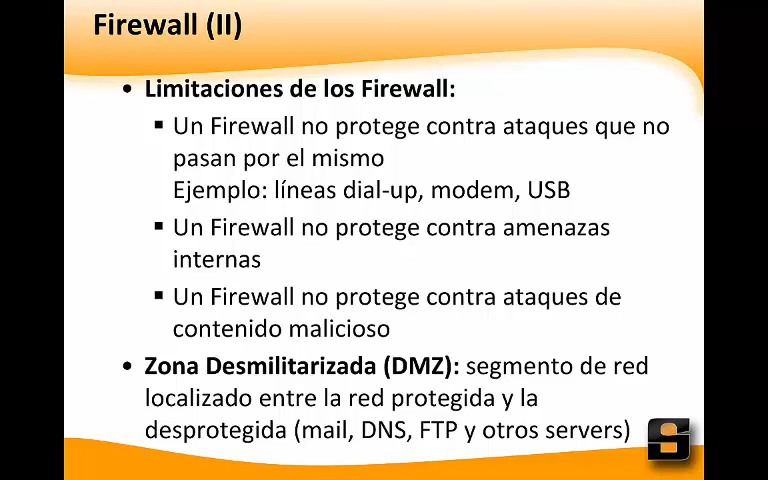 Firewall (II)
• Limitaciones de los Firewall:
▪ Un Firewall no protege contra ataques que no
pasan por el mismo
Ejemplo: líneas dial-up, modem, USB
▪ Un Firewall no protege contra amenazas
internas
▪ Un Firewall no protege contra ataques de
contenido malicioso
• Zona Desmilitarizada (DMZ): segmento de red
localizado entre la red protegida y la
desprotegida (mail, DNS, FTP y otros servers)